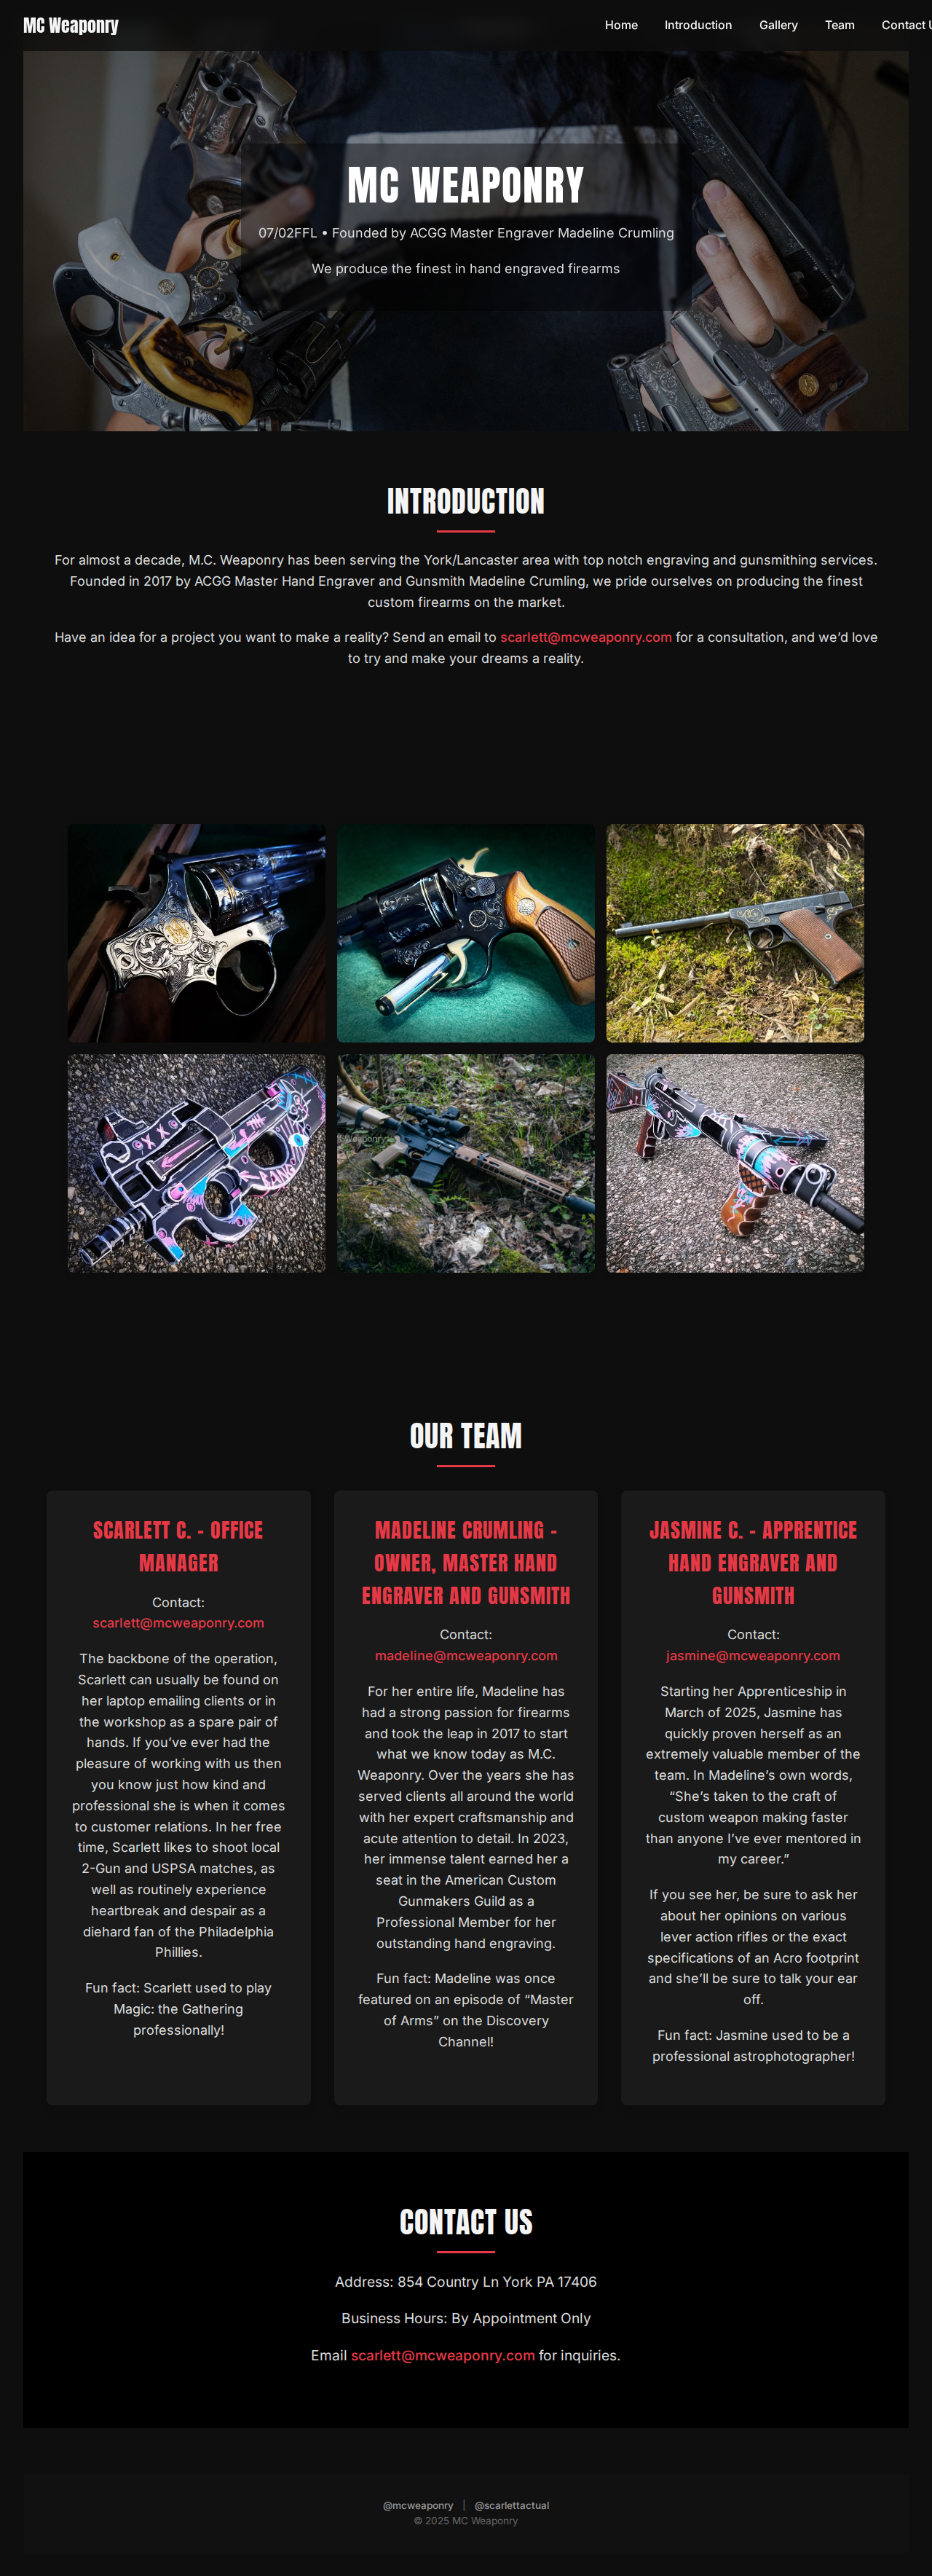 MC Weaponry
Home Introduction Gallery Team Contact U
MC WEAPONRY
07/02FFL • Founded by ACGG Master Engraver Madeline Crumling
We produce the finest in hand engraved firearms
INTRODUCTION
For almost a decade, M.C. Weaponry has been serving the York/Lancaster area with top notch engraving and gunsmithing services.
Founded in 2017 by ACGG Master Hand Engraver and Gunsmith Madeline Crumling, we pride ourselves on producing the finest
custom firearms on the market.
Have an idea for a project you want to make a reality? Send an email to scarlett@mcweaponry.com for a consultation, and we’d love
to try and make your dreams a reality.
OUR TEAM
SCARLETT C. - OFFICE
MANAGER
Contact:
scarlett@mcweaponry.com
The backbone of the operation,
Scarlett can usually be found on
her laptop emailing clients or in
the workshop as a spare pair of
hands. If you’ve ever had the
pleasure of working with us then
you know just how kind and
professional she is when it comes
to customer relations. In her free
time, Scarlett likes to shoot local
2-Gun and USPSA matches, as
well as routinely experience
heartbreak and despair as a
diehard fan of the Philadelphia
Phillies.
Fun fact: Scarlett used to play
Magic: the Gathering
professionally!
MADELINE CRUMLING -
OWNER, MASTER HAND
ENGRAVER AND GUNSMITH
Contact:
madeline@mcweaponry.com
For her entire life, Madeline has
had a strong passion for firearms
and took the leap in 2017 to start
what we know today as M.C.
Weaponry. Over the years she has
served clients all around the world
with her expert craftsmanship and
acute attention to detail. In 2023,
her immense talent earned her a
seat in the American Custom
Gunmakers Guild as a
Professional Member for her
outstanding hand engraving.
Fun fact: Madeline was once
featured on an episode of “Master
of Arms” on the Discovery
Channel!
JASMINE C. - APPRENTICE
HAND ENGRAVER AND
GUNSMITH
Contact:
jasmine@mcweaponry.com
Starting her Apprenticeship in
March of 2025, Jasmine has
quickly proven herself as an
extremely valuable member of the
team. In Madeline’s own words,
“She’s taken to the craft of
custom weapon making faster
than anyone I’ve ever mentored in
my career.”
If you see her, be sure to ask her
about her opinions on various
lever action rifles or the exact
specifications of an Acro footprint
and she’ll be sure to talk your ear
off.
Fun fact: Jasmine used to be a
professional astrophotographer!
CONTACT US
Address: 854 Country Ln York PA 17406
Business Hours: By Appointment Only
Email scarlett@mcweaponry.com for inquiries.
@mcweaponry | @scarlettactual
© 2025 MC Weaponry